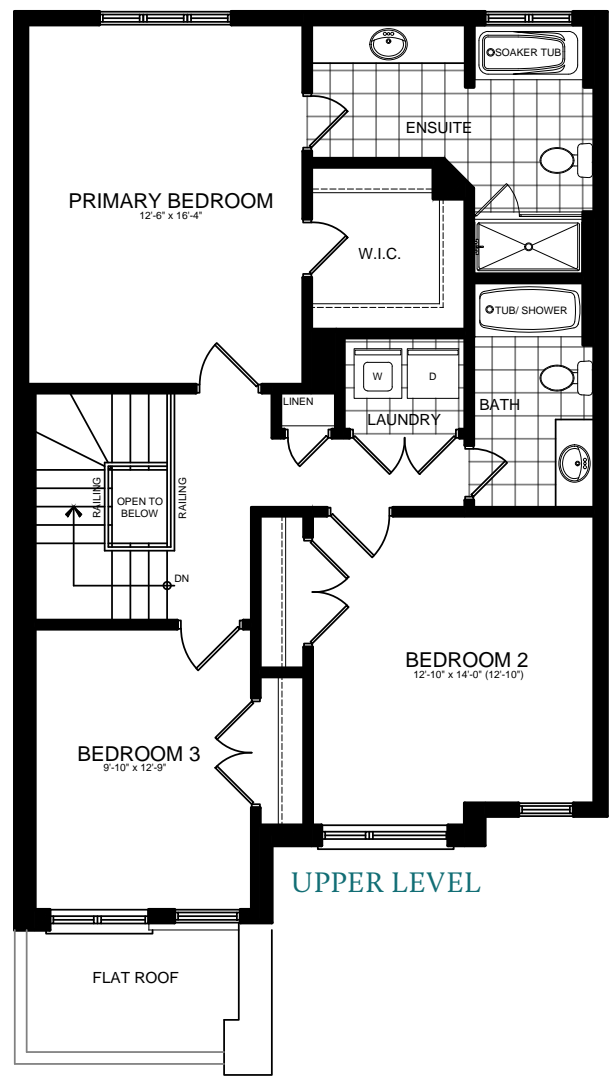 SOAKER TUB
ENSUITE
PRIMARY BEDROOM
12'-6" x 16'-4"
W.I.C.
TUB/ SHOWER
W
D
LINEN
LAUNDRY
BATH
RAILING
OPEN TO
BELOW
RAILING
DN
BEDROOM 2
12'-10" x 14'-0" (12'-10")
BEDROOM 3
9'-10" x 12'-9"
UPPER LEVEL
FLAT ROOF